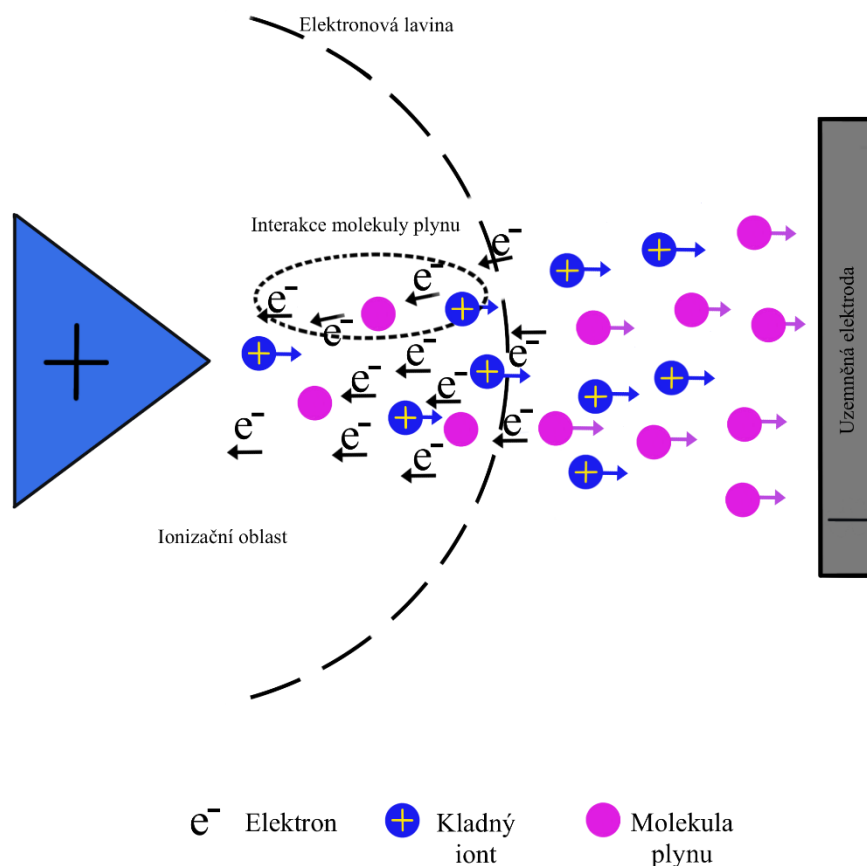 Elektronová lavina
Interakce molekuly plynu
e-
e-
e-
e-
e-
e-
e-
e-
e-
e-
e-
e-
+
Ionizační oblast
Uzemněná elektroda
e- Elektron
Kladný
iont
Molekula
plynu